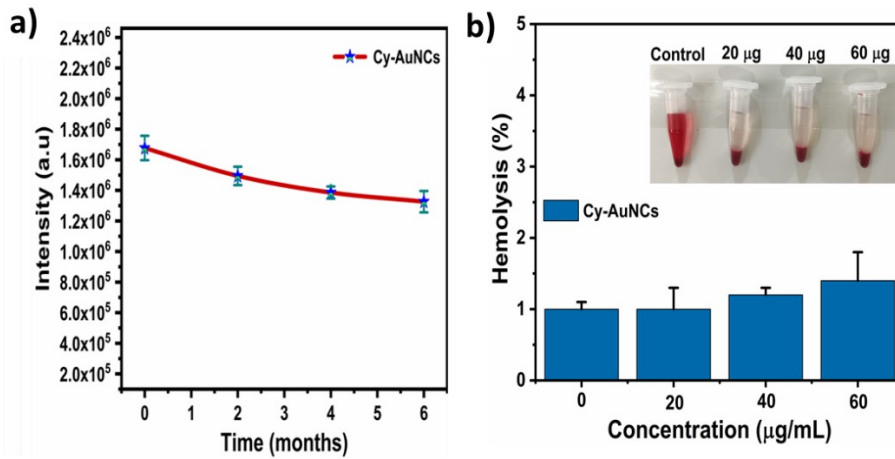 a)
Intensity (a.u)
2.4x10⁶
2.2x10⁶
2.0x10⁶
1.8x10⁶
1.6x10⁶
1.4x10⁶
1.2x10⁶
1.0x10⁶
8.0x10⁵
6.0x10⁵
4.0x10⁵
2.0x10⁵
Cy-AuNCs
0 1 2 3 4 5 6
Time (months)
b)
Hemolysis (%)
5
4
3
2
1
0
Control 20 µg 40 µg 60 µg
Cy-AuNCs
0 20 40 60
Concentration (µg/mL)